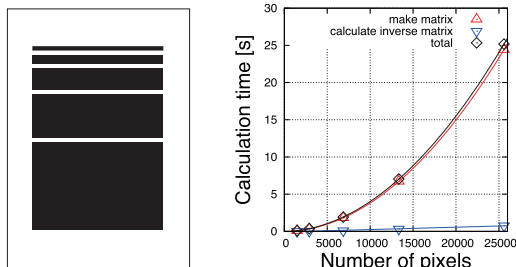 make matrix
calculate inverse matrix
total
Calculation time [s]
30
25
20
15
10
5
0
0 5000 10000 15000 20000 25000
Number of pixels